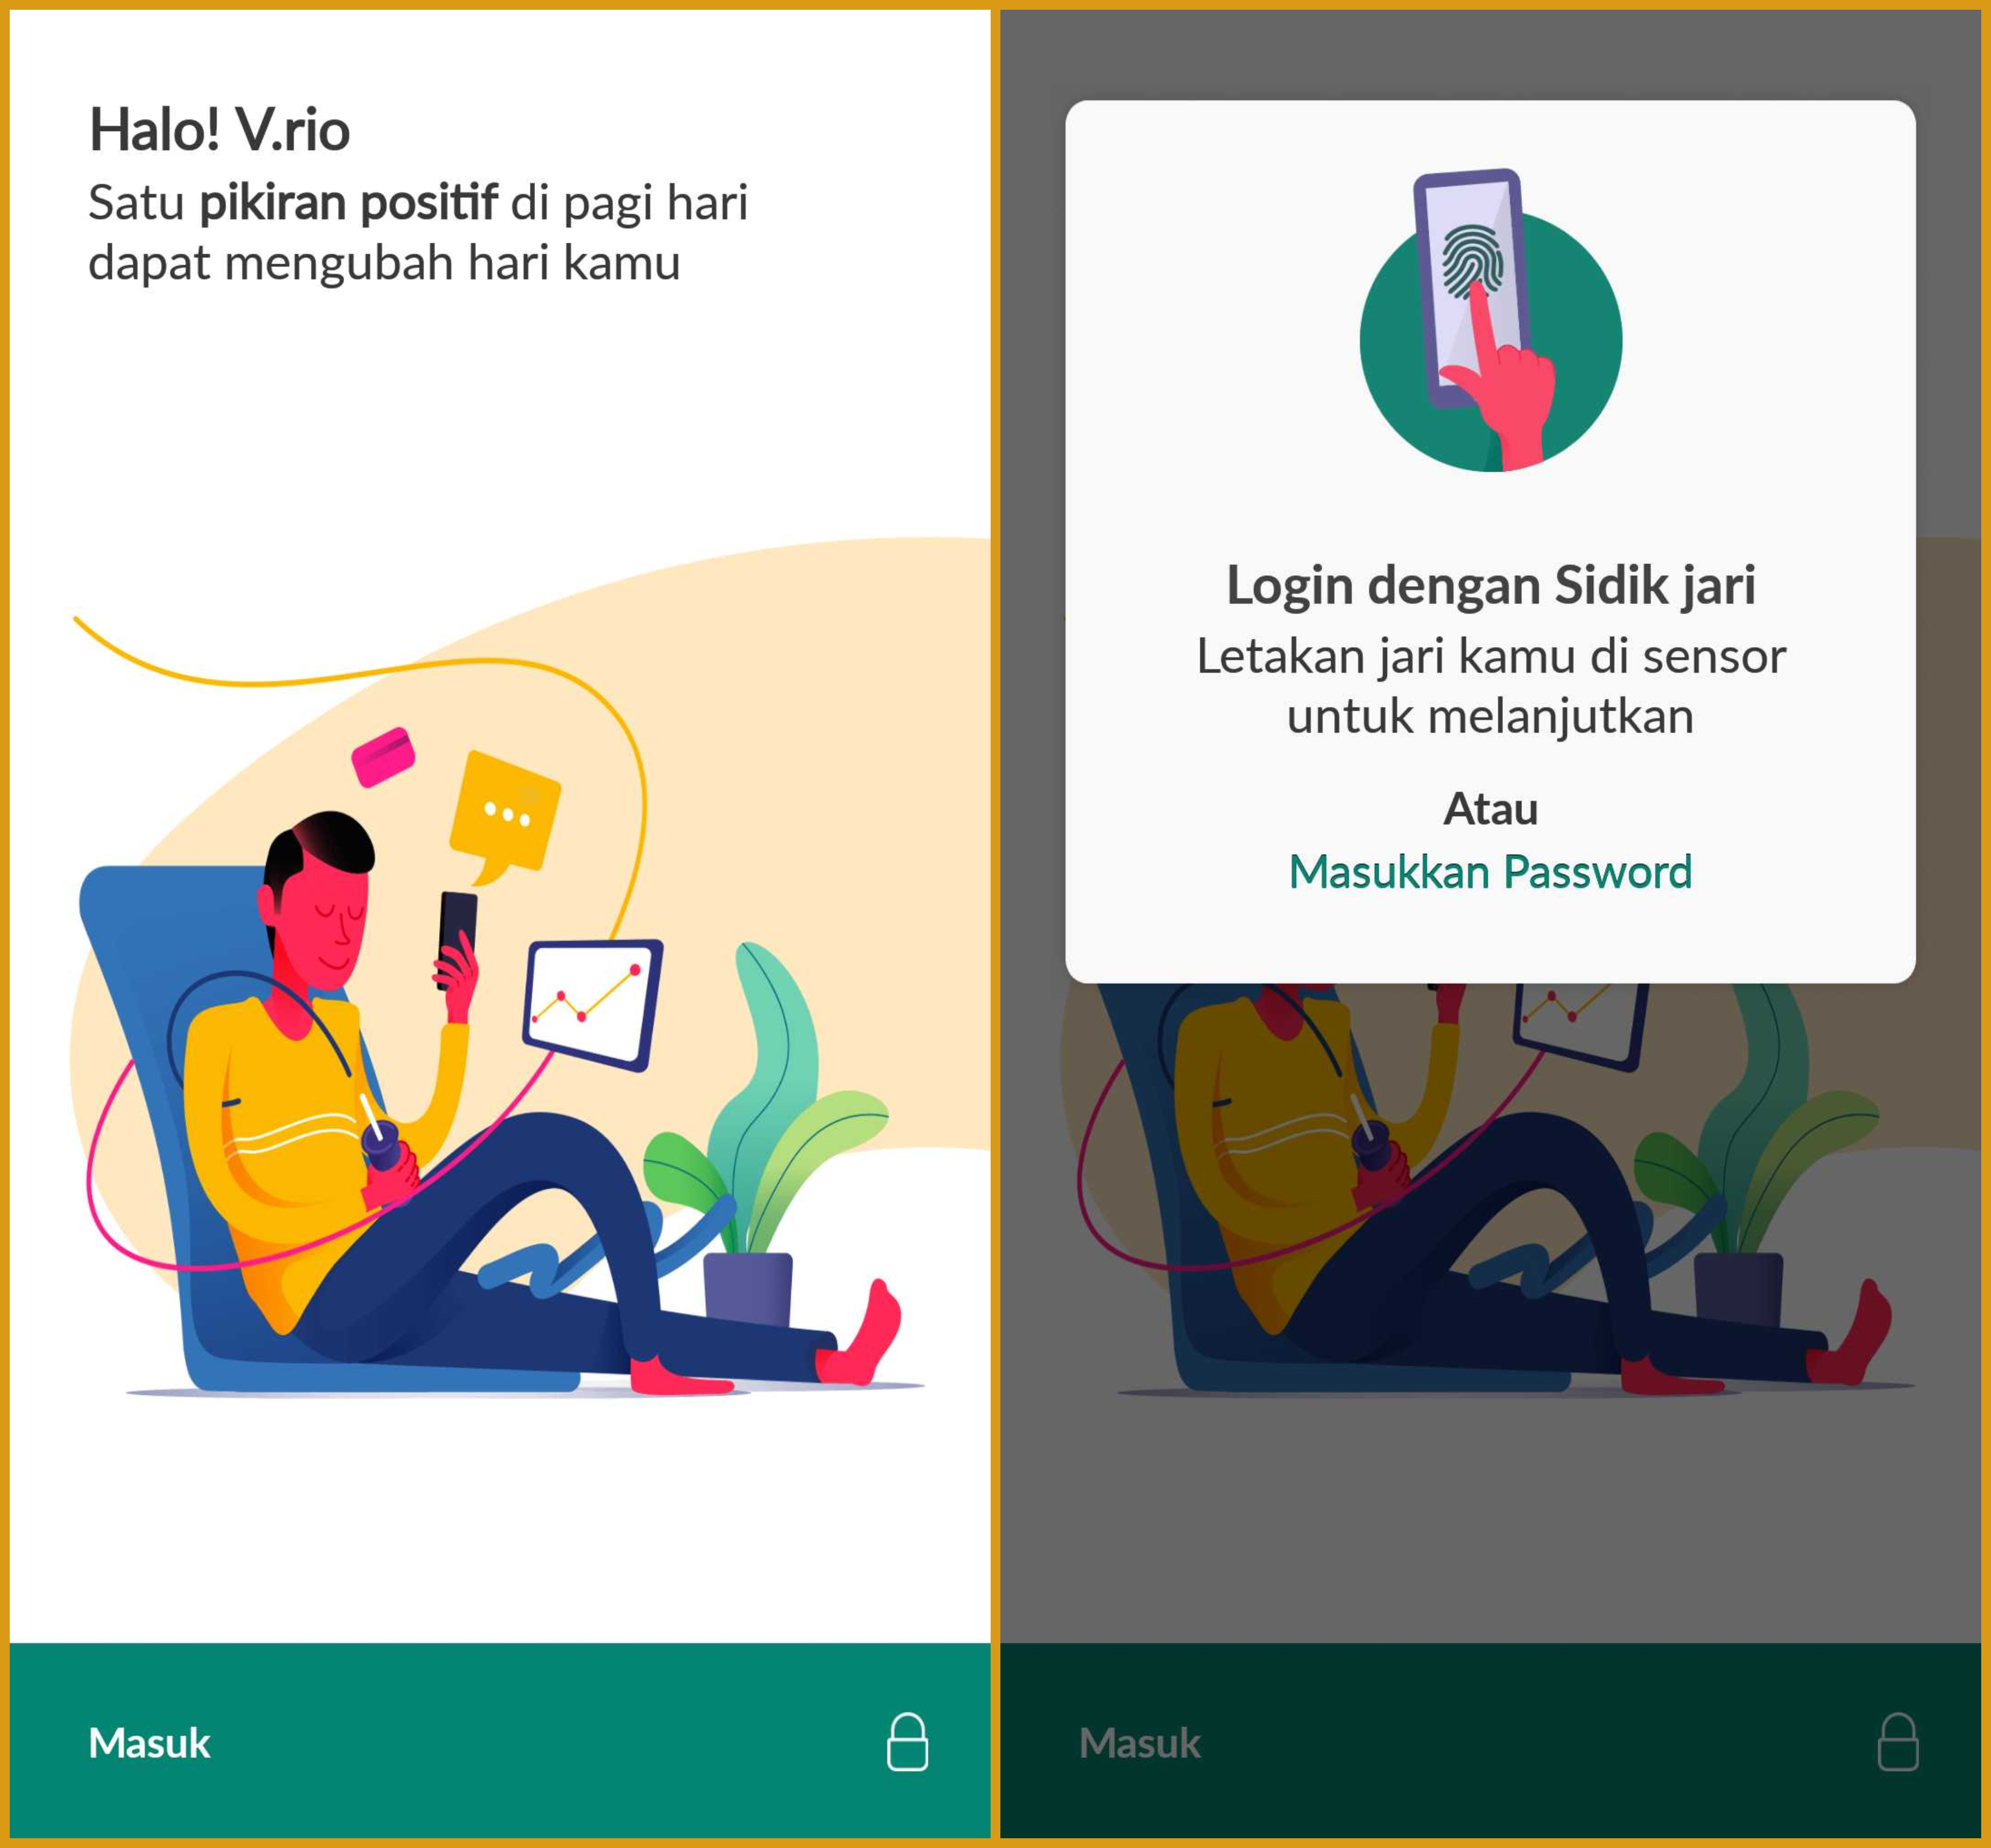 Halo! V.rio
Satu pikiran positif di pagi hari
dapat mengubah hari kamu
Masuk
Login dengan Sidik jari
Letakan jari kamu di sensor
untuk melanjutkan
Atau
Masukkan Password
Masuk